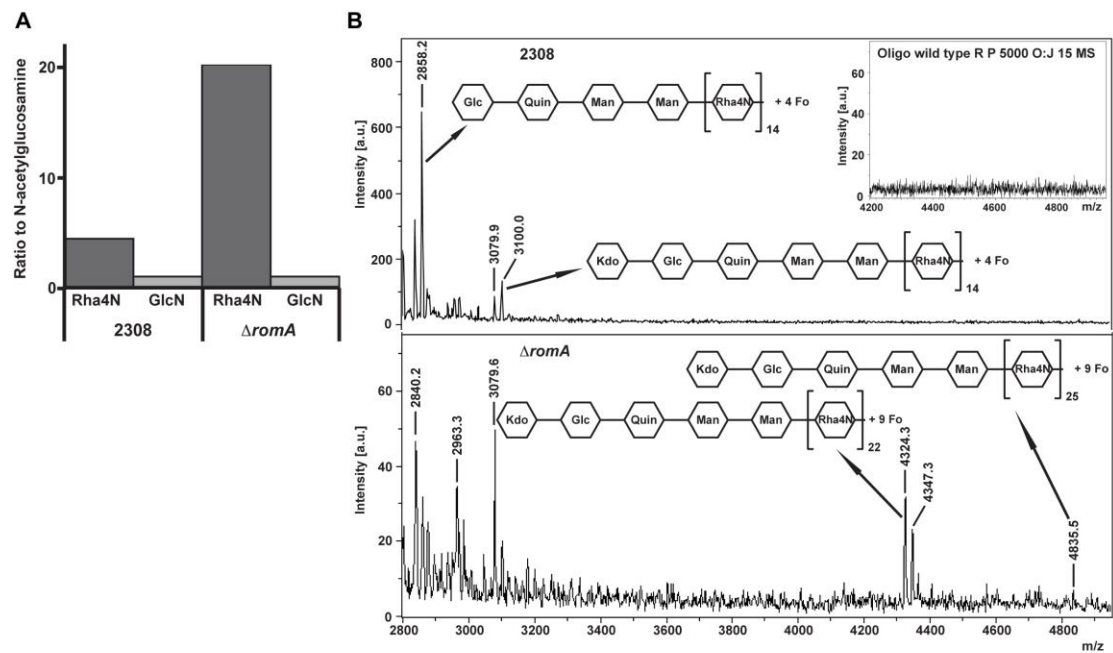 A
Ratio to N-acetylglucosamine
20
10
0
Rha4N GlcN Rha4N GlcN
2308 ΔromA
B
2308
Intensity [a.u.]
800
600
400
200
0
2858.2
Glc Quin Man Man Rha4N 14 + 4 Fo
3079.9
3100.0
Kdo Glc Quin Man Man Rha4N 14 + 4 Fo
Oligo wild type R P 5000 O:J 15 MS
Intensity [a.u.]
60
40
20
0
4200 4400 4600 4800 m/z
ΔromA
Intensity [a.u.]
60
40
20
0
2840.2
2963.3
3079.6
Kdo Glc Quin Man Man Rha4N 25 + 9 Fo
Kdo Glc Quin Man Man Rha4N 22 + 9 Fo
4324.3
4347.3
4835.5
2800 3000 3200 3400 3600 3800 4000 4200 4400 4600 4800
m/z